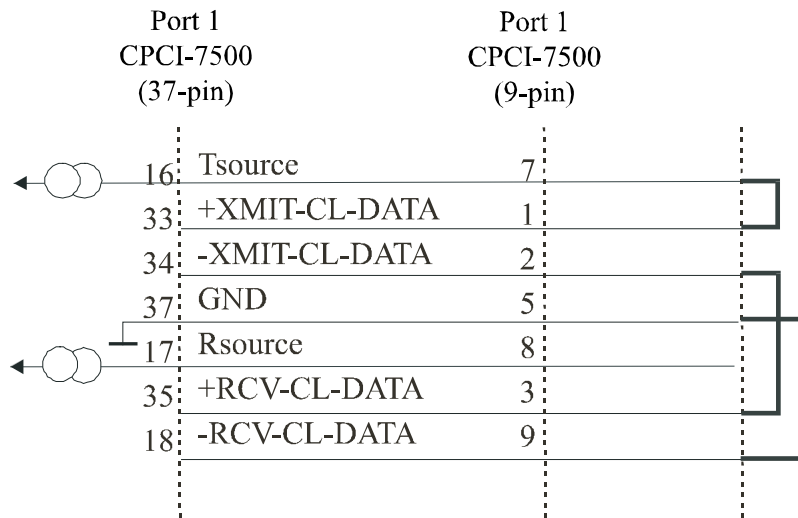 Port 1 Port 1
CPCI-7500 CPCI-7500
(37-pin) (9-pin)
16 Tsource 7
33 +XMIT-CL-DATA 1
34 -XMIT-CL-DATA 2
37 GND 5
17 Rsource 8
35 +RCV-CL-DATA 3
18 -RCV-CL-DATA 9